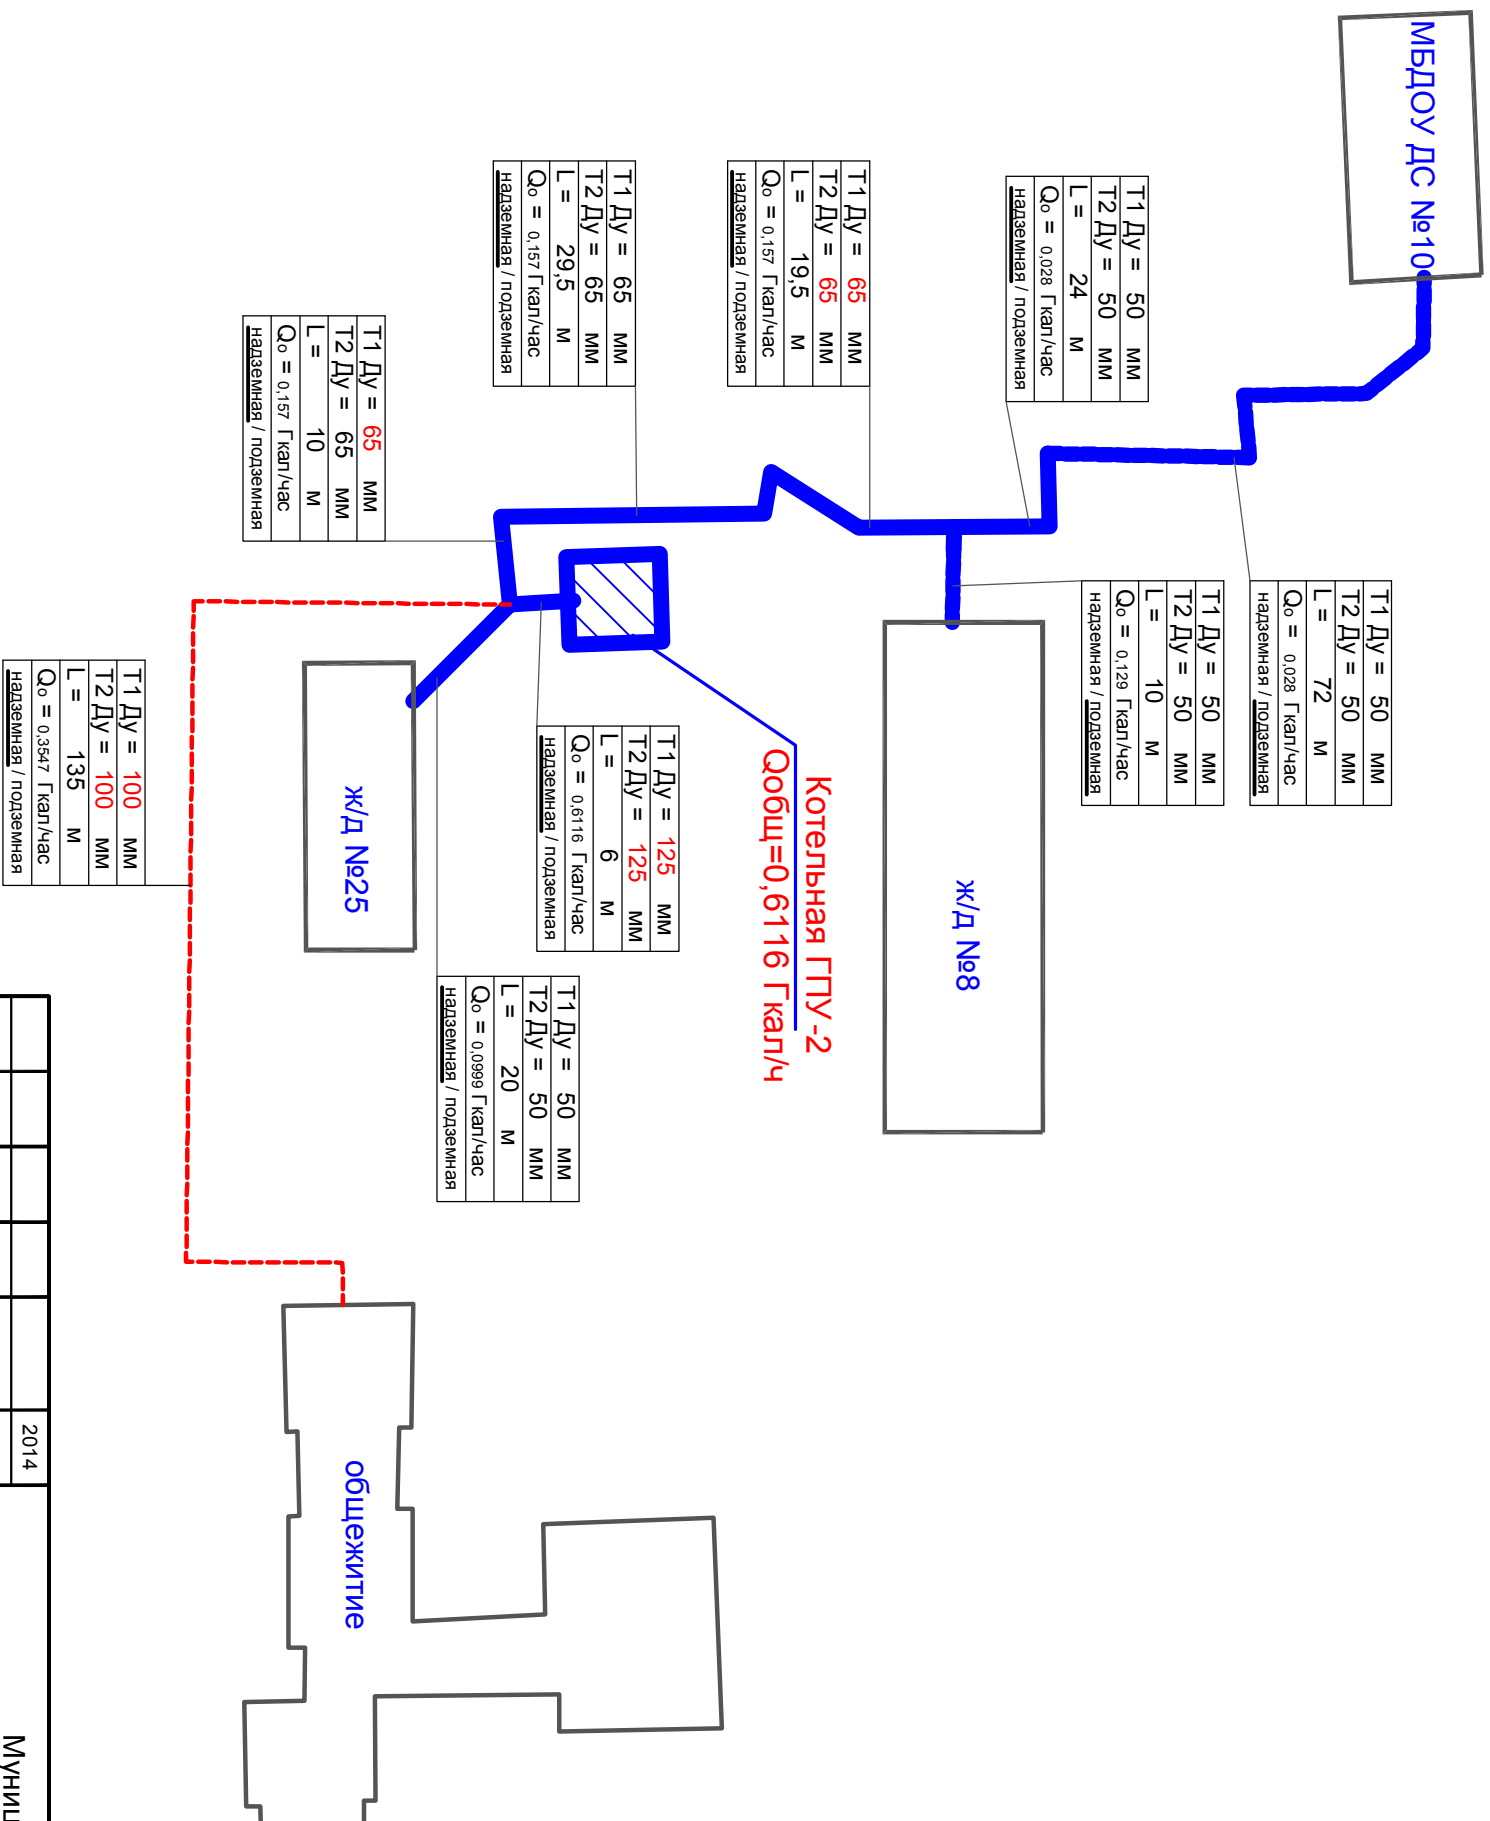 МБДОУ ДС №10
Т1 Ду = 50 мм
Т2 Ду = 50 мм
L = 72 м
Qо = 0,028 Гкал/час
надземная / подземная
Т1 Ду = 50 мм
Т2 Ду = 50 мм
L = 10 м
Qо = 0,129 Гкал/час
надземная / подземная
Т1 Ду = 50 мм
Т2 Ду = 50 мм
L = 24 м
Qо = 0,028 Гкал/час
надземная / подземная
ж/д №8
Т1 Ду = 65 мм
Т2 Ду = 65 мм
L = 19,5 м
Qо = 0,157 Гкал/час
надземная / подземная
Котельная ГПУ-2
Qобщ=0,6116 Гкал/ч
Т1 Ду = 65 мм
Т2 Ду = 65 мм
L = 29,5 м
Qо = 0,157 Гкал/час
надземная / подземная
Т1 Ду = 125 мм
Т2 Ду = 125 мм
L = 6 м
Qо = 0,6116 Гкал/час
надземная / подземная
Т1 Ду = 50 мм
Т2 Ду = 50 мм
L = 20 м
Qо = 0,0999 Гкал/час
надземная / подземная
Т1 Ду = 65 мм
Т2 Ду = 65 мм
L = 10 м
Qо = 0,157 Гкал/час
надземная / подземная
ж/д №25
общежитие
Т1 Ду = 100 мм
Т2 Ду = 100 мм
L = 135 м
Qо = 0,3547 Гкал/час
надземная / подземная
2014
Муниц